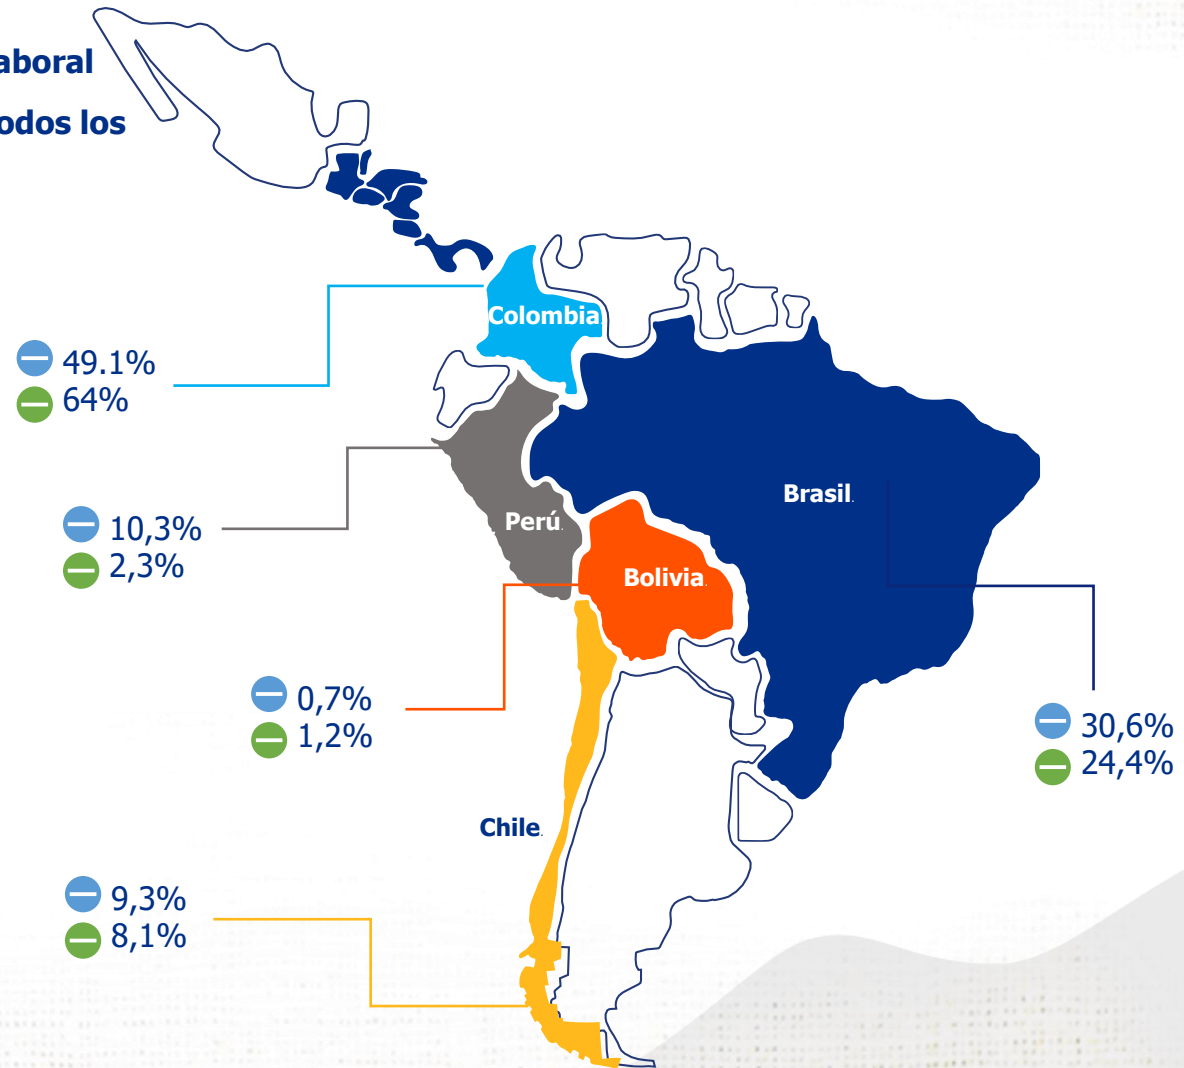 aboral
odos los
Colombia
49.1%
64%
Brasil.
Perú.
10,3%
2,3%
Bolivia.
0,7%
1,2%
30,6%
24,4%
Chile.
9,3%
8,1%